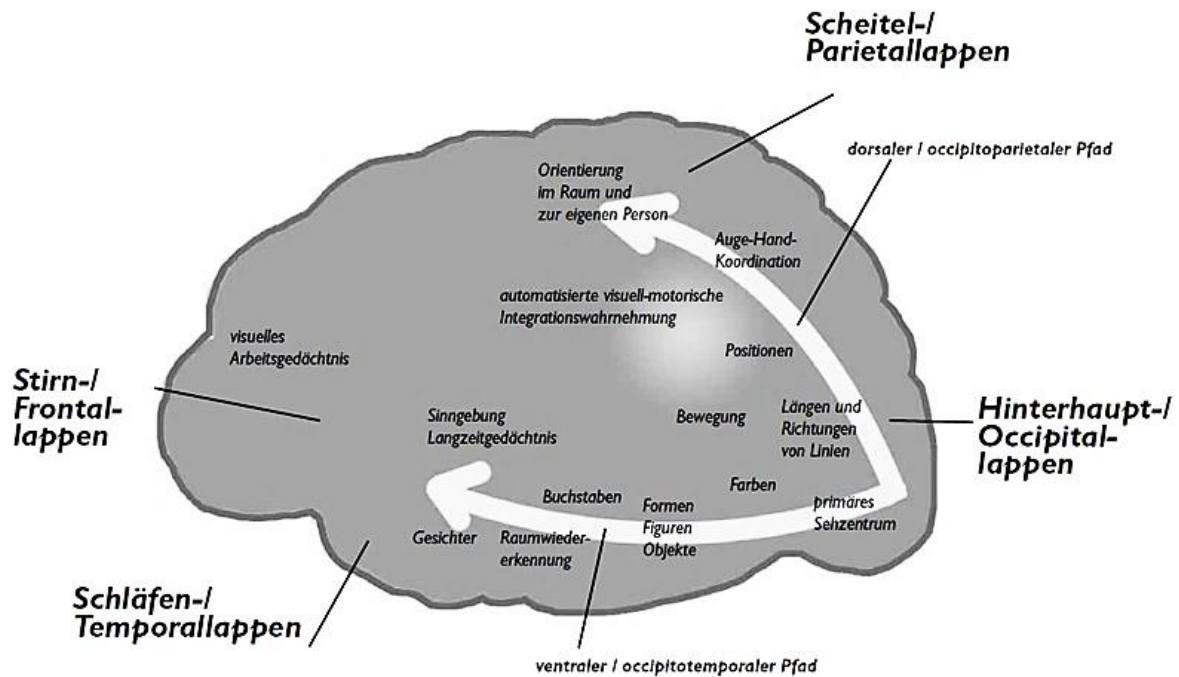 Scheitel-/
Parietallappen
dorsaler / occipitoparietaler Pfad
Orientierung
im Raum und
zur eigenen Person
Auge-Hand-
Koordination
automatisierte visuell-motorische
Integrationswahrnehmung
visuelles
Arbeitsgedächtnis
Positionen
Stirn-/
Frontal-
lappen
Sinngebung
Langzeitgedächtnis
Bewegung
Längen und
Richtungen
von Linien
Hinterhaupt-/
Occipital-
lappen
Farben
Buchstaben
Formen
Figuren
Objekte
primäres
Sehzentrum
Gesichter
Raumwieder-
erkennung
Schläfen-/
Temporallappen
ventraler / occipitotemporaler Pfad